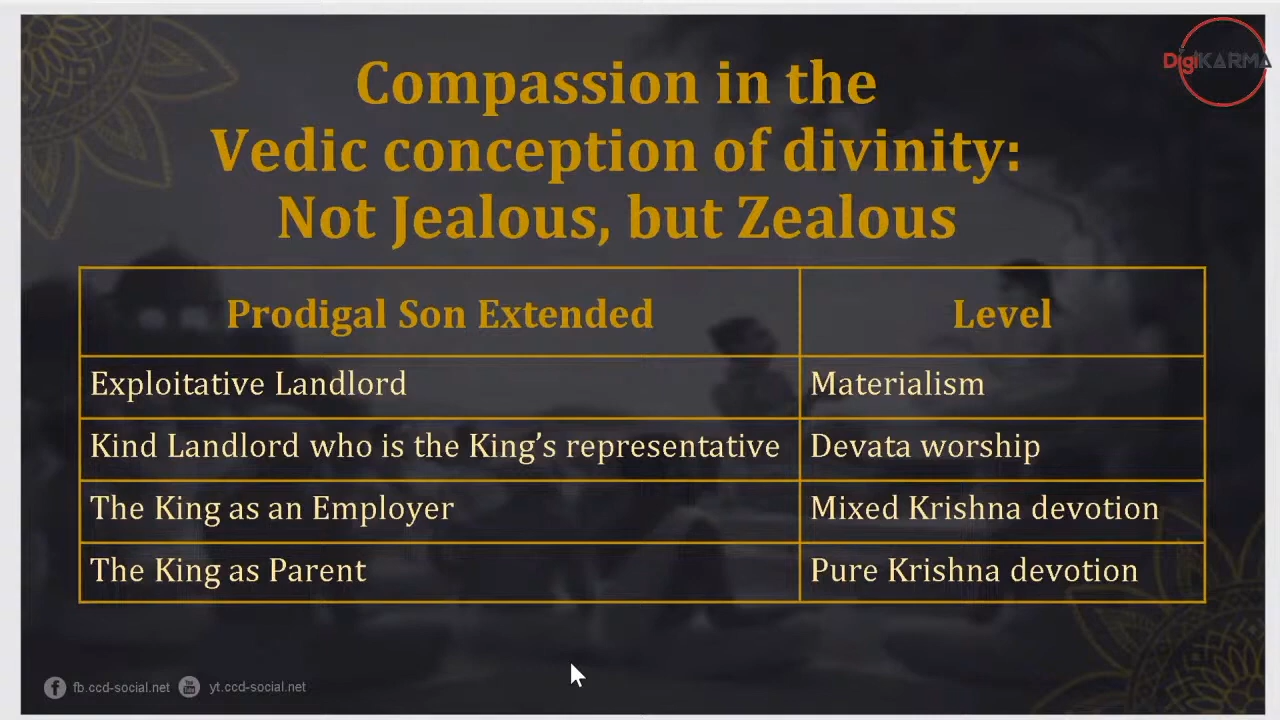 DigiKARMA
Compassion in the
Vedic conception of divinity:
Not Jealous, but Zealous
Prodigal Son Extended
Level
Exploitative Landlord
Materialism
Kind Landlord who is the King’s representative
Devata worship
The King as an Employer
Mixed Krishna devotion
The King as Parent
Pure Krishna devotion
fb.ccd-social.net
yt.ccd-social.net